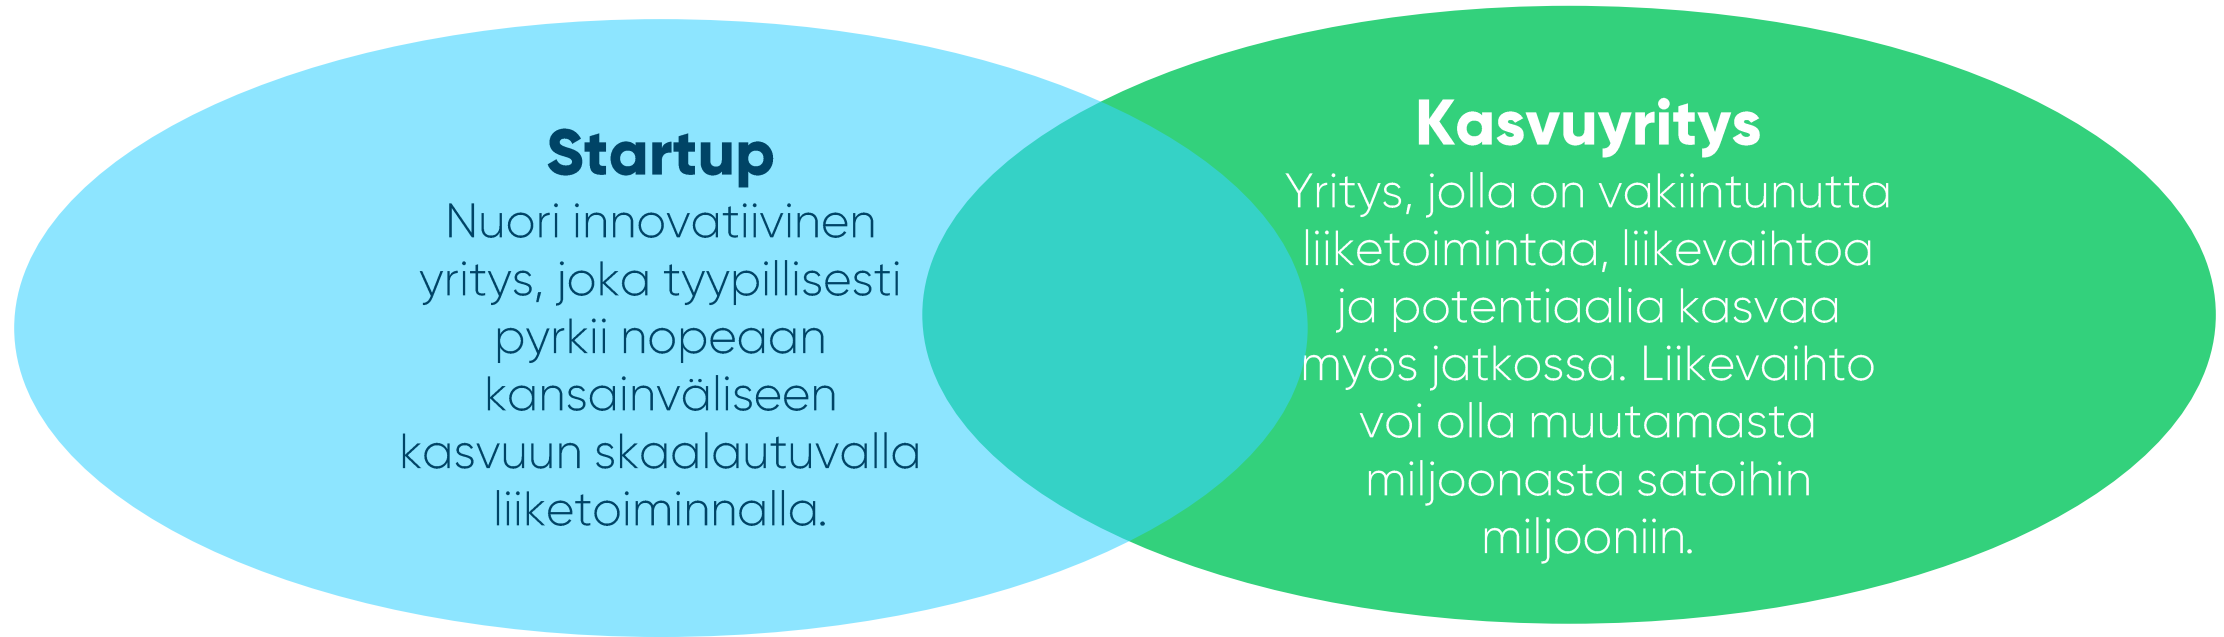 Startup
Nuori innovatiivinen
yritys, joka tyypillisesti
pyrkii nopeaan
kansainväliseen
kasvuun skaalautuvalla
liiketoiminnalla.
Kasvuyritys
Yritys, jolla on vakiintunutta
liiketoimintaa, liikevaihtoa
ja potentiaalia kasvaa
myös jatkossa. Liikevaihto
voi olla muutamasta
miljoonasta satoihin
miljooniin.